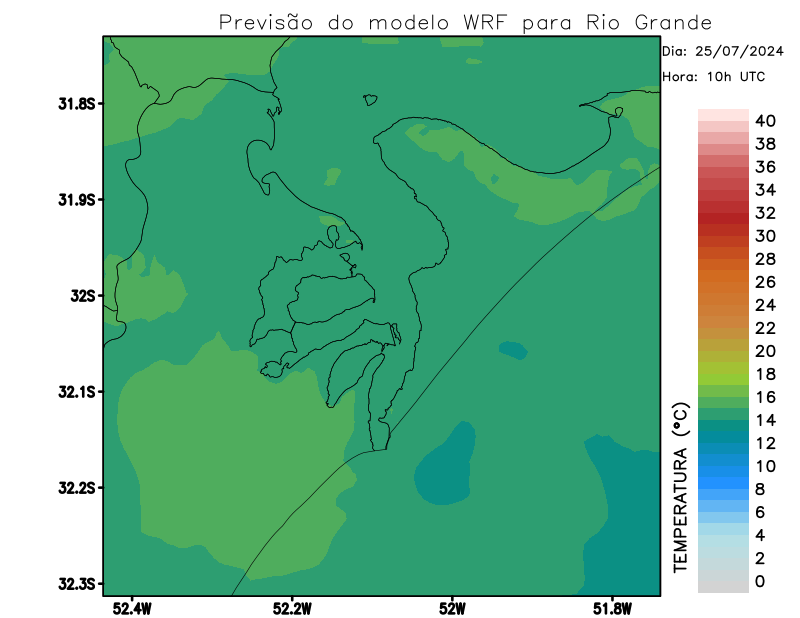 Previsão do modelo WRF para Rio Grande
Dia: 25/07/2024
Hora: 10h UTC
31.8S
31.9S
32S
32.1S
32.2S
32.3S
52.4W
52.2W
52W
51.8W
TEMPERATURA (°C)
40
38
36
34
32
30
28
26
24
22
20
18
16
14
12
10
8
6
4
2
0